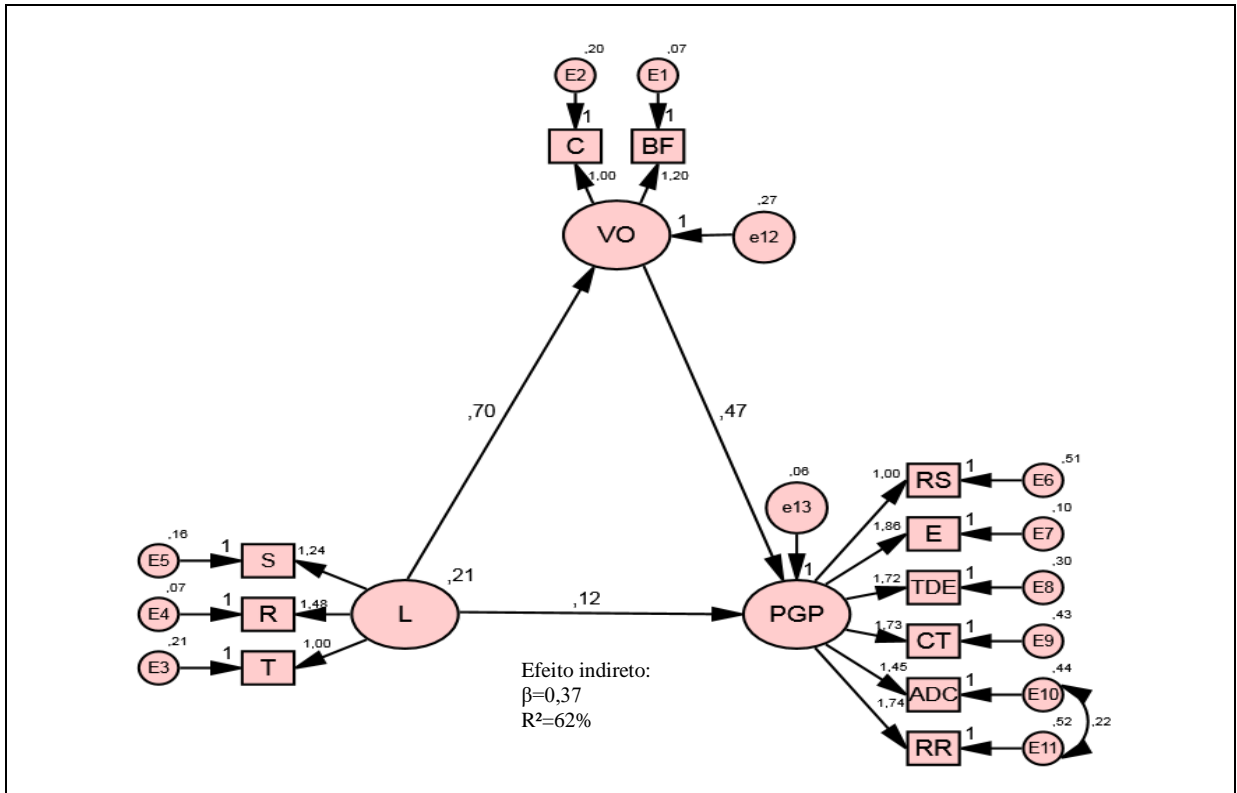 ,20
,07
E2
E1
1
1
C
BF
1,00
1,20
,27
VO
1
e12
,70
,47
,06
e13
1
1,00
RS
1
E6
,51
1,86
E
1
E7
,10
1,72
TDE
1
E8
,30
1,73
CT
1
E9
,43
1,45
ADC
1
E10
,44
1,74
RR
1
E11
,52
,22
,16
E5
1
S
1,24
,07
E4
1
R
1,48
,21
E3
1
T
1,00
L
,21
,12
PGP
Efeito indireto:
β=0,37
R²=62%